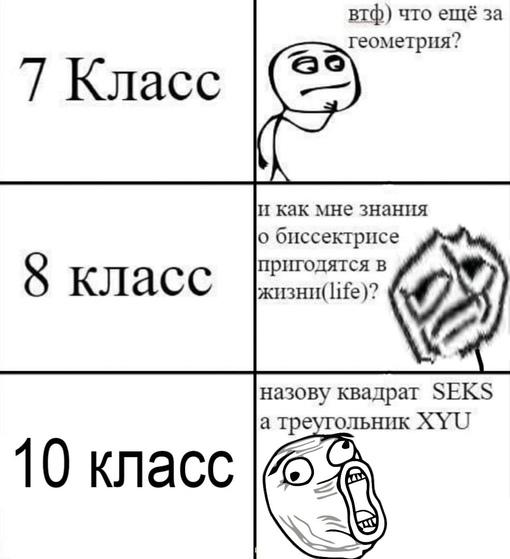 7 Класс
втф) что ещё за
геометрия?
8 класс
и как мне знания
о биссектрисе
пригодятся в
жизни(life)?
10 класс
назову квадрат SEKS
а треугольник XYU